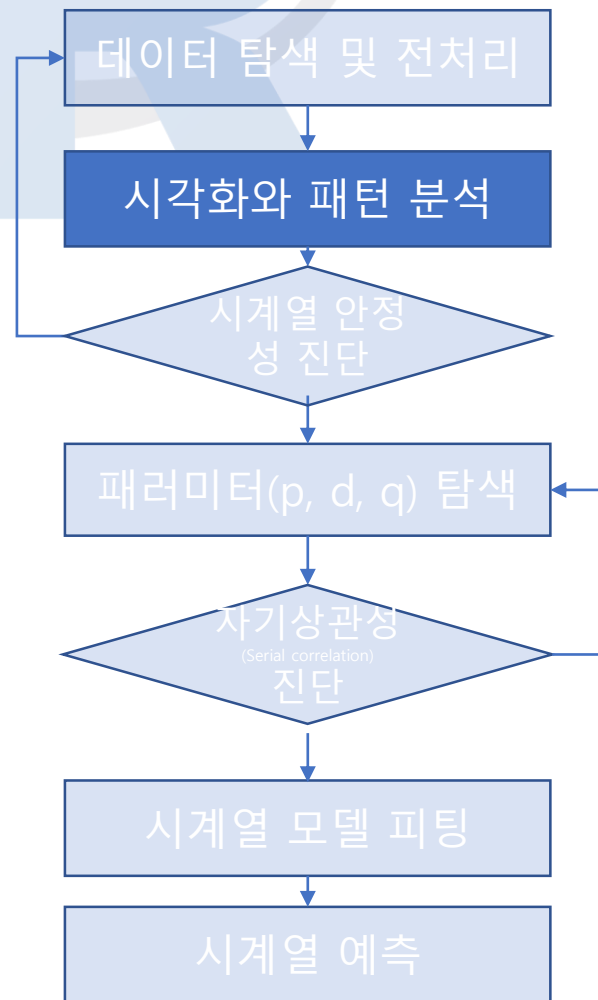 데이터 탐색 및 전처리
시각화와 패턴 분석
시계열 안정
성 진단
패러미터(p, d, q) 탐색
자기상관성
(Serial correlation)
진단
시계열 모델 피팅
시계열 예측